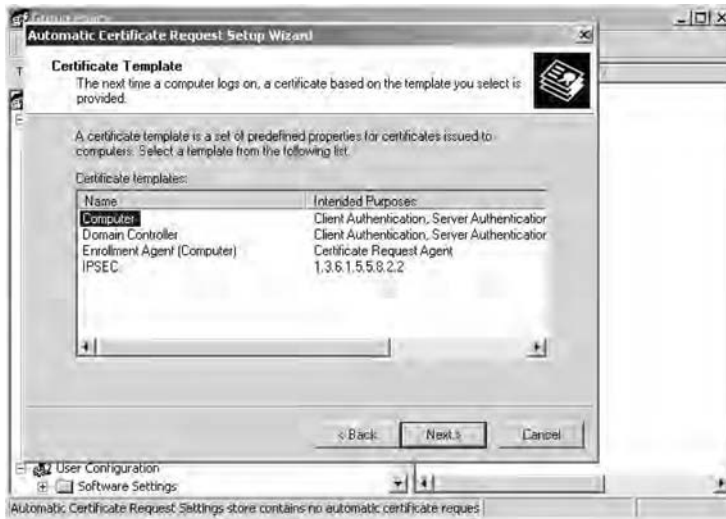 Automatic Certificate Request Setup Wizard
Certificate Template
The next time a computer logs on, a certificate based on the template you select is
provided.
A certificate template is a set of predefined properties for certificates issued to
computers. Select a template from the following list.
Certificate templates:
Name Intended Purposes
Computer Client Authentication, Server Authentication
Domain Controller Client Authentication, Server Authentication
Enrollment Agent (Computer) Certificate Request Agent
IPSEC 1.3.6.1.5.5.8.2.2
< Back Next > Cancel
User Configuration
Software Settings
Automatic Certificate Request Settings store contains no automatic certificate reques